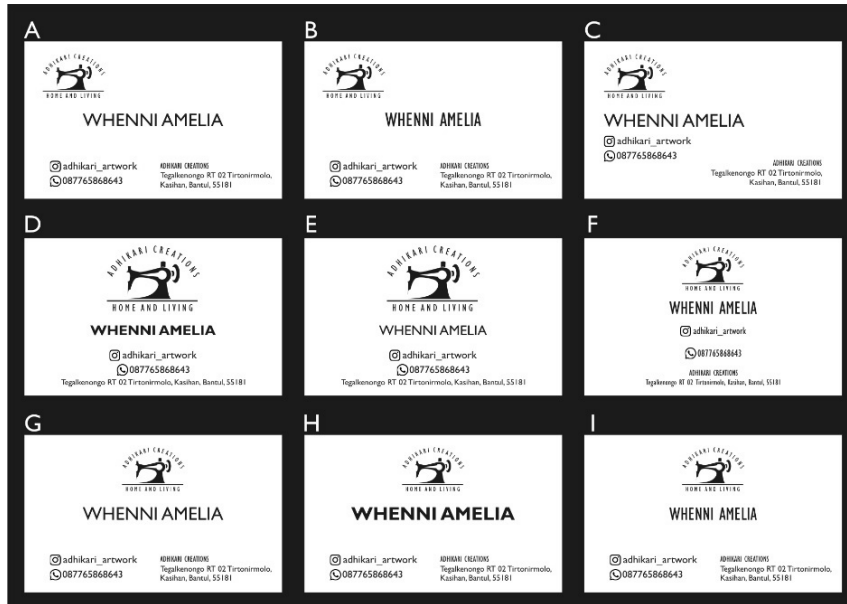 A
ADHIKARI CREATIONS
HOME AND LIVING
WHENNI AMELIA
adhikari_artwork
087765868643
ADHIKARI CREATIONS
Tegalkenongo RT 02 Tirtonirmolo,
Kasihan, Bantul, 55181
B
ADHIKARI CREATIONS
HOME AND LIVING
WHENNI AMELIA
adhikari_artwork
087765868643
ADHIKARI CREATIONS
Tegalkenongo RT 02 Tirtonirmolo,
Kasihan, Bantul, 55181
C
ADHIKARI CREATIONS
HOME AND LIVING
WHENNI AMELIA
adhikari_artwork
087765868643
ADHIKARI CREATIONS
Tegalkenongo RT 02 Tirtonirmolo,
Kasihan, Bantul, 55181
D
ADHIKARI CREATIONS
HOME AND LIVING
WHENNI AMELIA
adhikari_artwork
087765868643
Tegalkenongo RT 02 Tirtonirmolo, Kasihan, Bantul, 55181
E
ADHIKARI CREATIONS
HOME AND LIVING
WHENNI AMELIA
adhikari_artwork
087765868643
Tegalkenongo RT 02 Tirtonirmolo, Kasihan, Bantul, 55181
F
ADHIKARI CREATIONS
HOME AND LIVING
WHENNI AMELIA
adhikari_artwork
087765868643
ADHIKARI CREATIONS
Tegalkenongo RT 02 Tirtonirmolo, Kasihan, Bantul, 55181
G
ADHIKARI CREATIONS
HOME AND LIVING
WHENNI AMELIA
adhikari_artwork
087765868643
ADHIKARI CREATIONS
Tegalkenongo RT 02 Tirtonirmolo,
Kasihan, Bantul, 55181
H
ADHIKARI CREATIONS
HOME AND LIVING
WHENNI AMELIA
adhikari_artwork
087765868643
ADHIKARI CREATIONS
Tegalkenongo RT 02 Tirtonirmolo,
Kasihan, Bantul, 55181
I
ADHIKARI CREATIONS
HOME AND LIVING
WHENNI AMELIA
adhikari_artwork
087765868643
ADHIKARI CREATIONS
Tegalkenongo RT 02 Tirtonirmolo,
Kasihan, Bantul, 55181